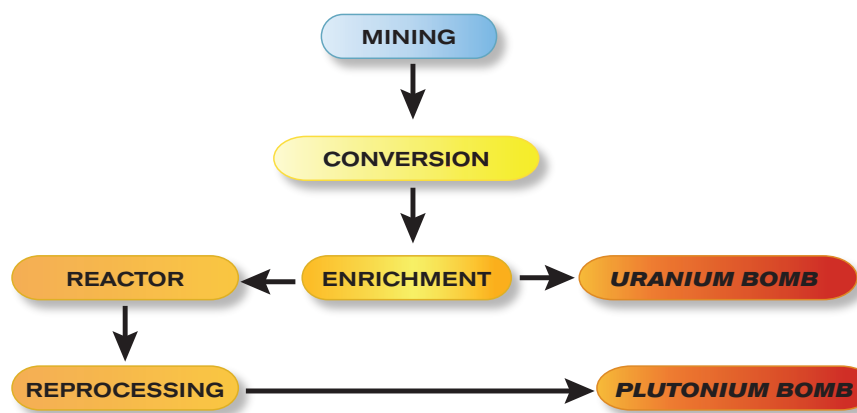 MINING
CONVERSION
REACTOR
ENRICHMENT
URANIUM BOMB
REPROCESSING
PLUTONIUM BOMB